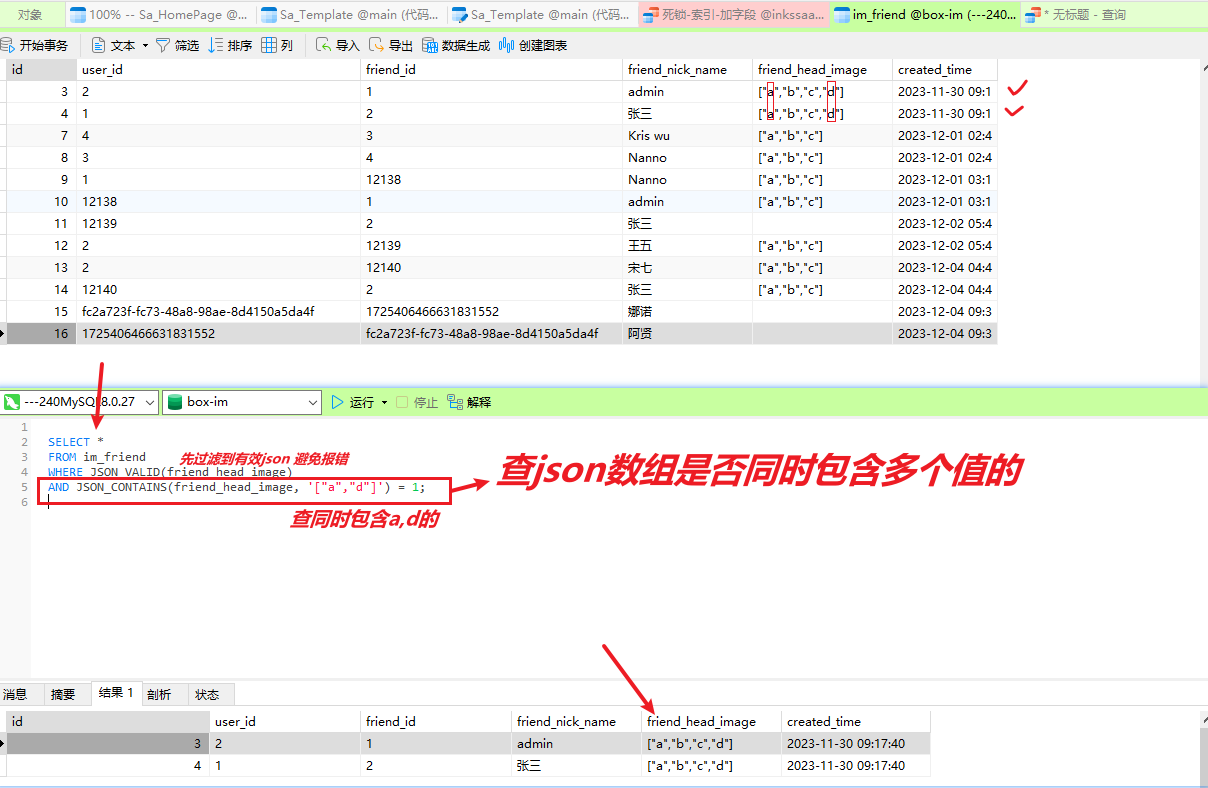 对象 100% -- Sa_HomePage @... Sa_Template @main (代码... Sa_Template @main (代码... 死锁-索引-加字段 @inkssaa... im_friend @box-im (---240... * 无标题 - 查询
开始事务 文本 筛选 排序 列 导入 导出 数据生成 创建图表
id user_id friend_id friend_nick_name friend_head_image created_time
3 2 1 admin ["a","b","c","d"] 2023-11-30 09:1
4 1 2 张三 ["a","b","c","d"] 2023-11-30 09:1
7 4 3 Kris wu ["a","b","c"] 2023-12-01 02:4
8 3 4 Nanno ["a","b","c"] 2023-12-01 02:4
9 1 12138 Nanno ["a","b","c"] 2023-12-01 03:1
10 12138 1 admin ["a","b","c"] 2023-12-01 03:1
11 12139 2 张三 2023-12-02 05:4
12 2 12139 王五 ["a","b","c"] 2023-12-02 05:4
13 2 12140 宋七 ["a","b","c"] 2023-12-04 04:4
14 12140 2 张三 ["a","b","c"] 2023-12-04 04:4
15 fc2a723f-fc73-48a8-98ae-8d4150a5da4f 1725406466631831552 娜诺 2023-12-04 09:3
16 1725406466631831552 fc2a723f-fc73-48a8-98ae-8d4150a5da4f 阿贤 2023-12-04 09:3
---240MySQL8.0.27 box-im 运行 停止 解释
1
2 SELECT *
3 FROM im_friend
先过滤到有效json 避免报错
4 WHERE JSON_VALID(friend_head_image)
5 AND JSON_CONTAINS(friend_head_image, '["a","d"]') = 1;
查json数组是否同时包含多个值的
6
查同时包含a,d的
消息 摘要 结果 1 剖析 状态
id user_id friend_id friend_nick_name friend_head_image created_time
3 2 1 admin ["a","b","c","d"] 2023-11-30 09:17:40
4 1 2 张三 ["a","b","c","d"] 2023-11-30 09:17:40